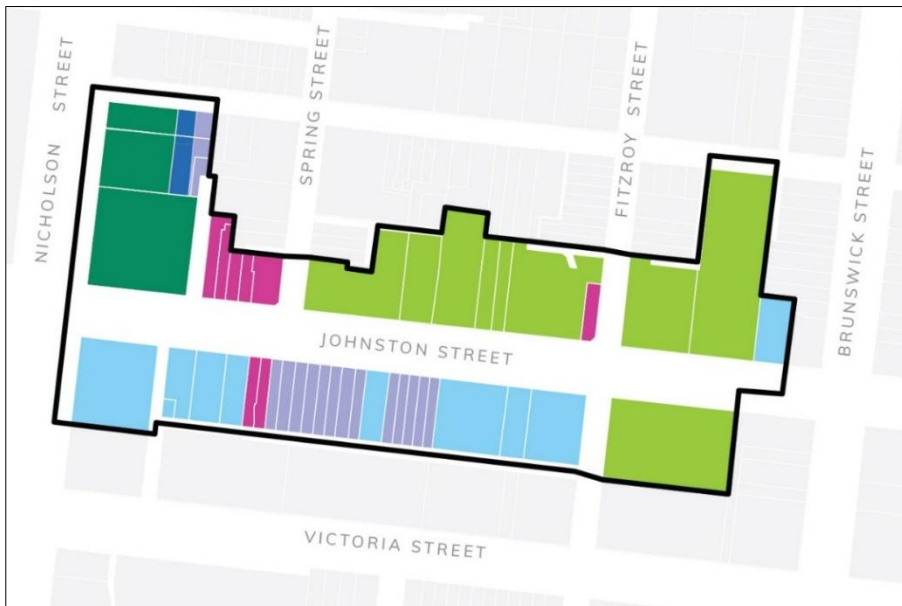 NICHOLSON STREET
SPRING STREET
FITZROY STREET
BRUNSWICK STREET
JOHNSTON STREET
VICTORIA STREET